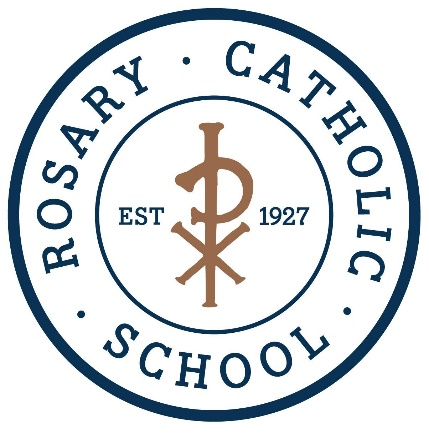 ROSARY · CATHOLIC · SCHOOL ·
EST 1927